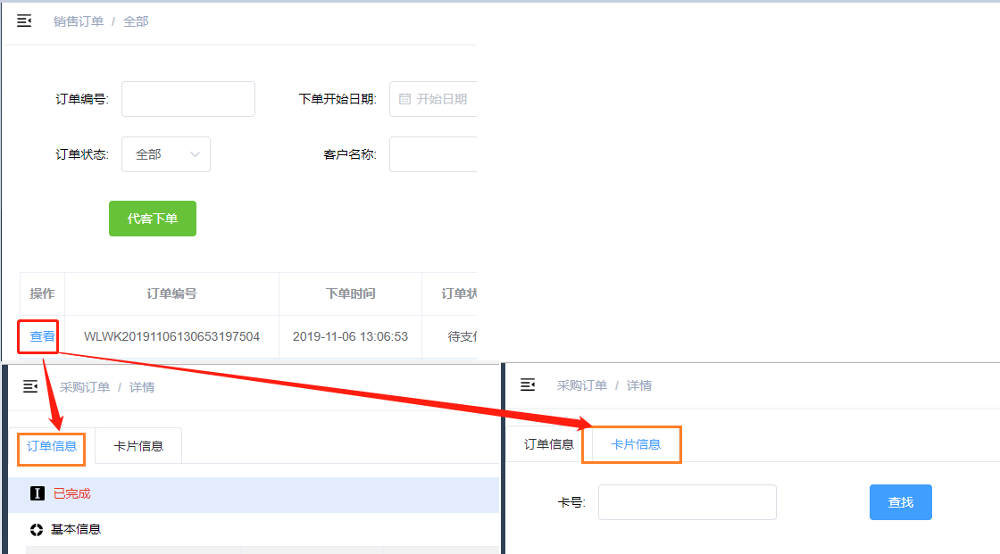 销售订单 / 全部
订单编号: 下单开始日期: 开始日期
订单状态: 全部 客户名称:
代客下单
操作 订单编号 下单时间 订单状
查看 WLWK20191106130653197504 2019-11-06 13:06:53 待支付
采购订单 / 详情
订单信息 卡片信息
已完成
基本信息
采购订单 / 详情
订单信息 卡片信息
卡号: 查找